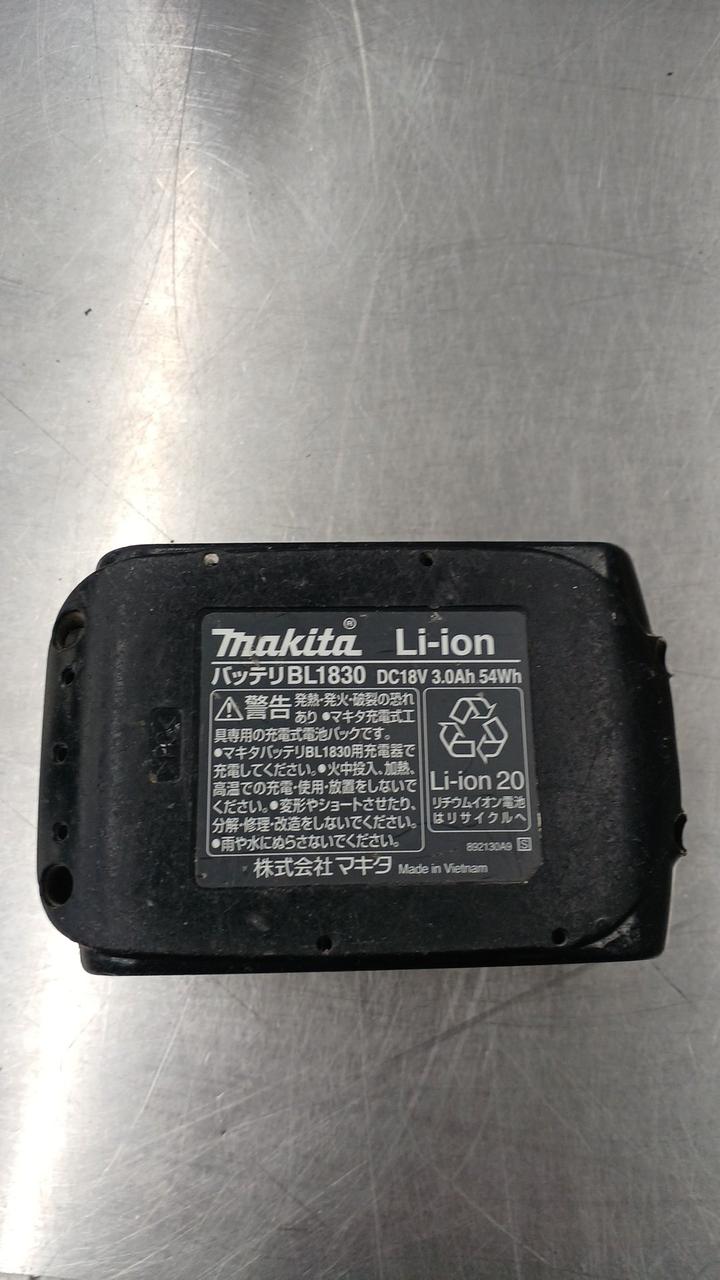 Makita® Li-ion
バッテリBL1830 DC18V 3.0Ah 54Wh
警告 発熱・発火・破裂の恐れ
あり ●マキタ充電式工
具専用の充電式電池パックです。
●マキタバッテリBL1830用充電器で
充電してください。●火中投入、加熱、
高温での充電・使用・放置をしないで
ください。●変形やショートさせたり、
分解・修理・改造をしないでください。
●雨や水にぬらさないでください。
Li-ion 20
リチウムイオン電池
はリサイクルへ
892130A9 S
株式会社マキタ Made in Vietnam